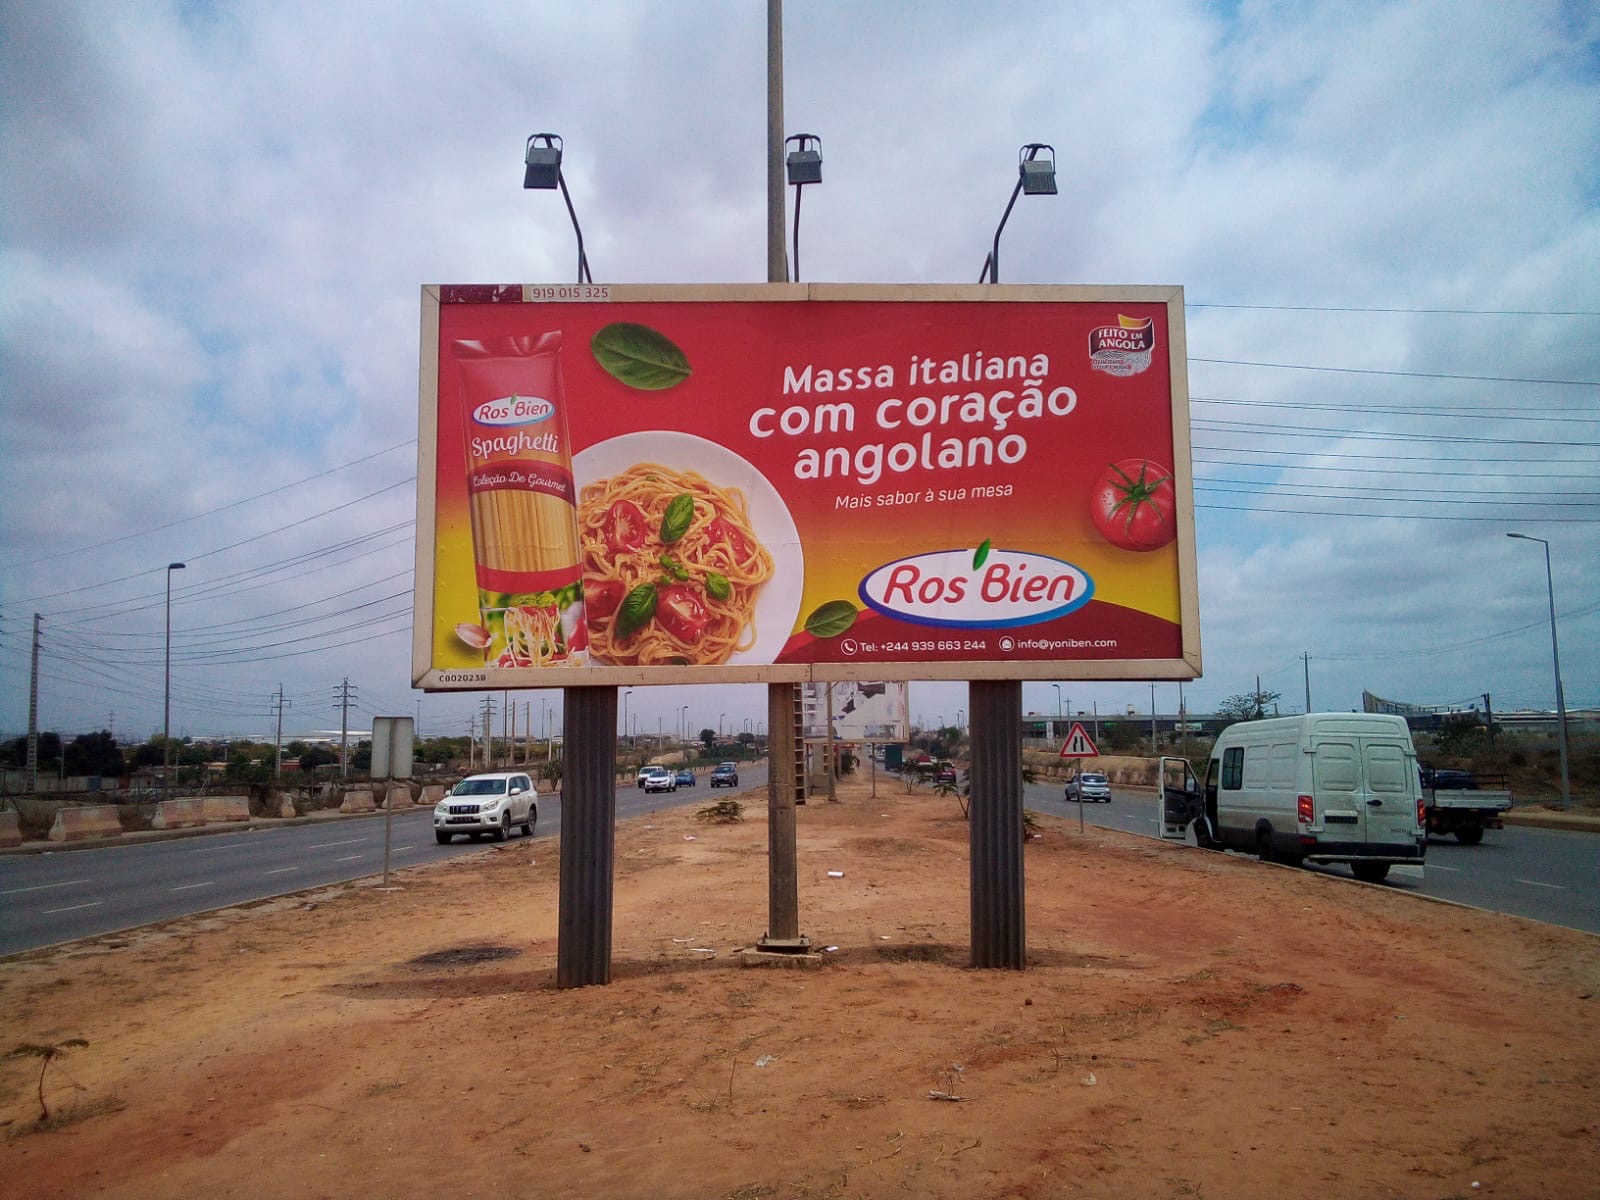 919 015 325
Ros Bien
Spaghetti
Coleção De Gourmet
Massa italiana
com coração
angolano
Mais sabor à sua mesa
FEITO EM
ANGOLA
Ros Bien
Tel: +244 939 663 244
info@yoniben.com
CB020238